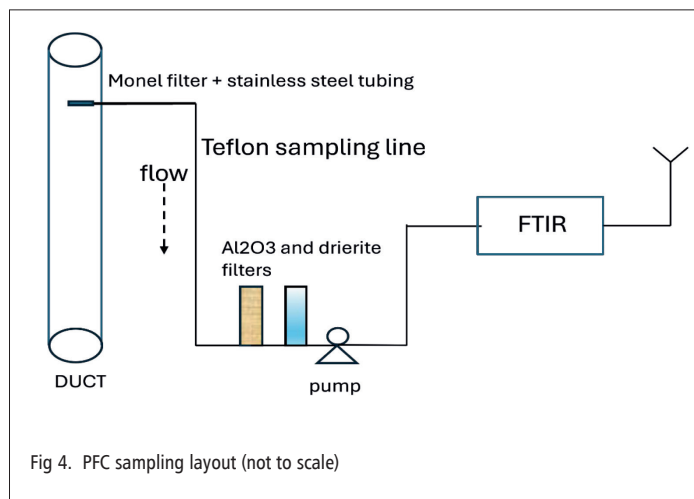 Monel filter + stainless steel tubing
Teflon sampling line
flow
FTIR
Al2O3 and drierite
filters
DUCT
pump
Fig 4. PFC sampling layout (not to scale)